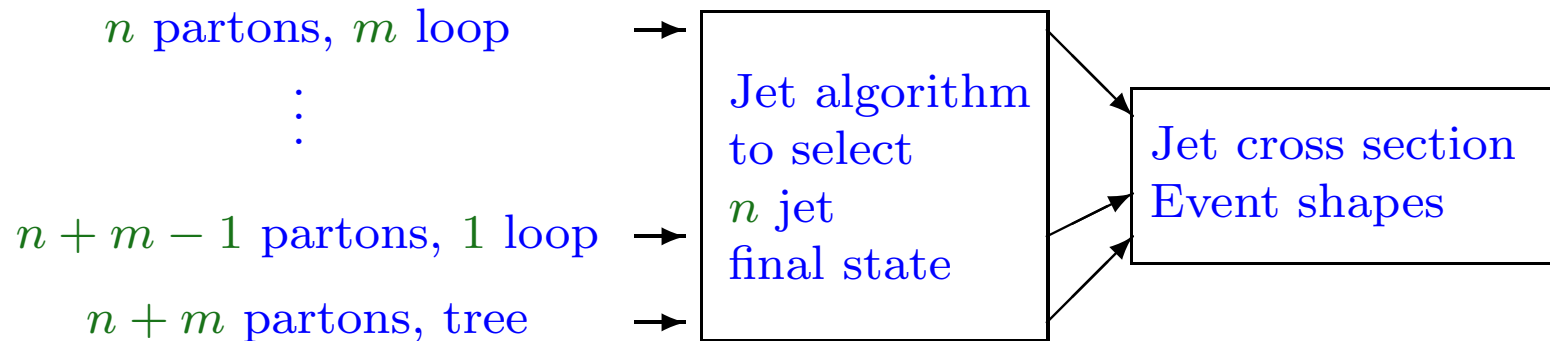 n partons, m loop
⋮
n + m − 1 partons, 1 loop
n + m partons, tree
Jet algorithm
to select
n jet
final state
Jet cross section
Event shapes